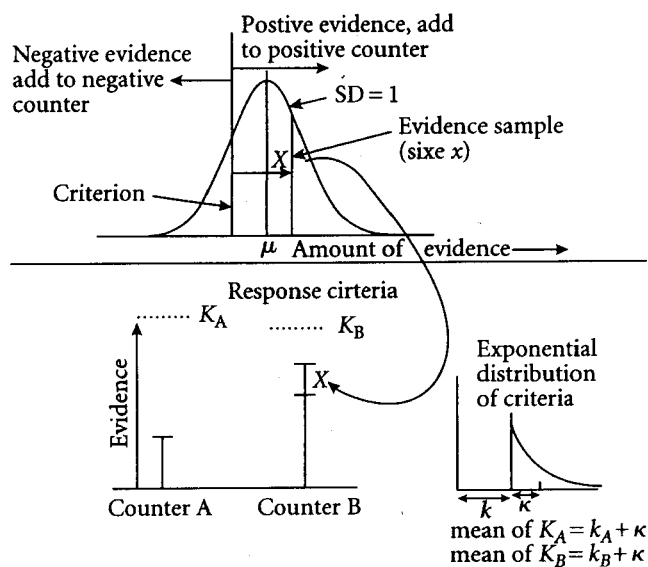 Postive evidence, add
to positive counter
Negative evidence
add to negative
counter
SD = 1
Evidence sample
(sixe x)
X
Criterion
μ
Amount of evidence
Response cirteria
K_A
K_B
X
Evidence
Counter A
Counter B
Exponential
distribution
of criteria
k
κ
mean of K_A = k_A + κ
mean of K_B = k_B + κ